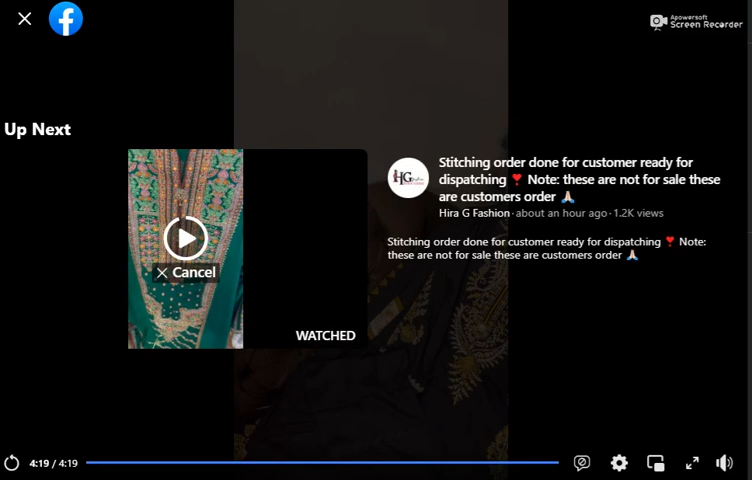 Apowersoft
Screen Recorder
Up Next
Stitching order done for customer ready for
dispatching ❣️ Note: these are not for sale these
are customers order 🙏🏻
Hira G Fashion · about an hour ago · 1.2K views
Stitching order done for customer ready for dispatching ❣️ Note:
these are not for sale these are customers order 🙏🏻
HG
Cancel
WATCHED
4:19 / 4:19